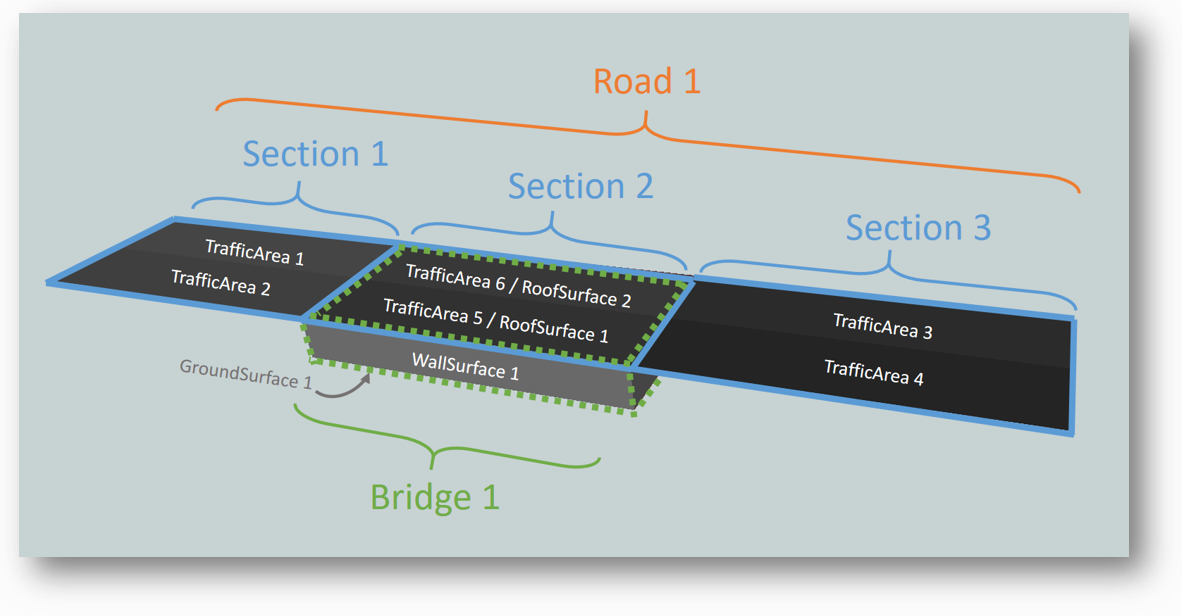 Road 1
Section 1
Section 2
Section 3
TrafficArea 1
TrafficArea 2
TrafficArea 6 / RoofSurface 2
TrafficArea 5 / RoofSurface 1
TrafficArea 3
TrafficArea 4
WallSurface 1
GroundSurface 1
Bridge 1